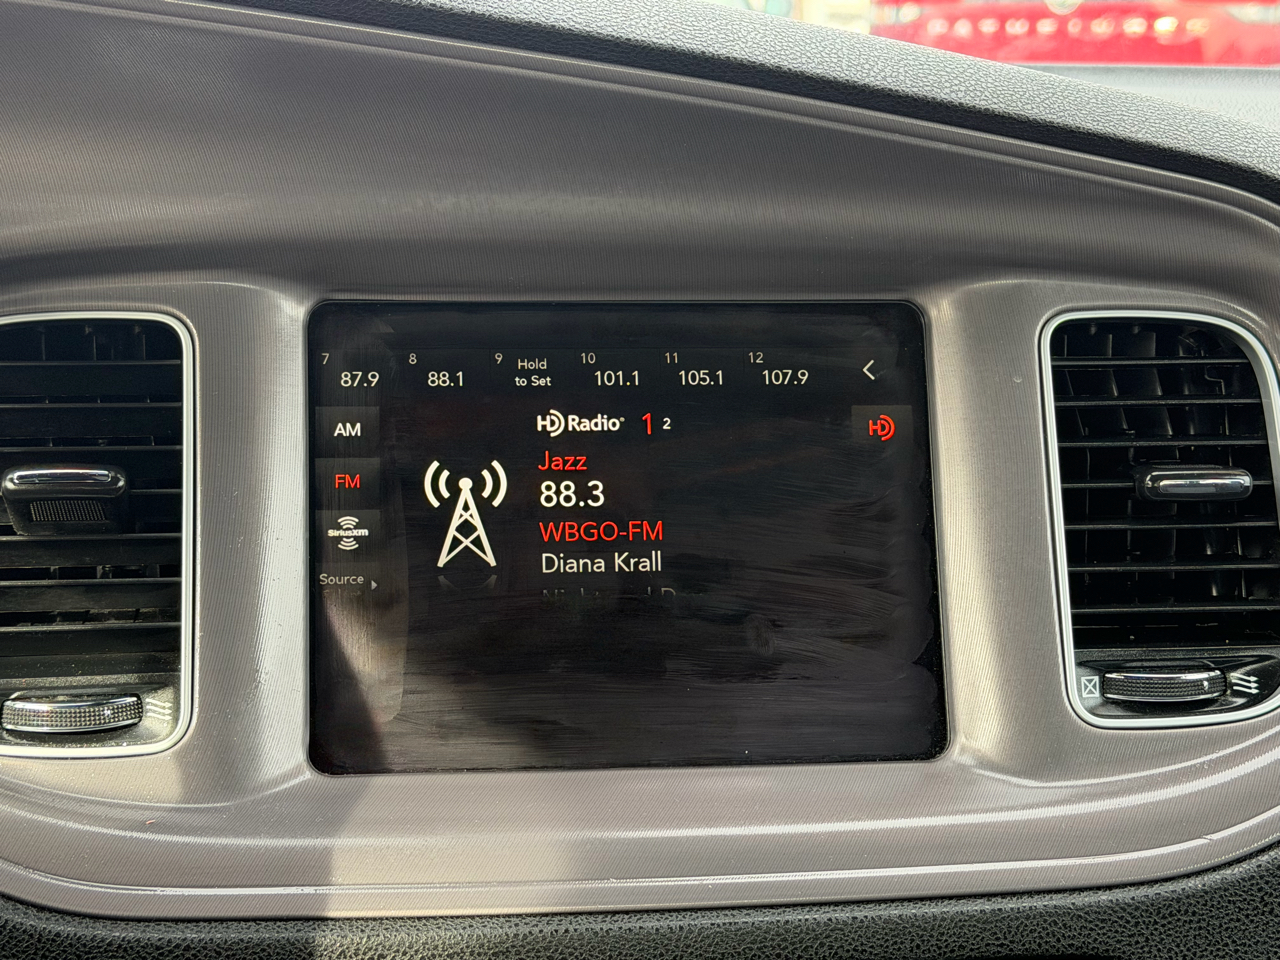 7 87.9 8 88.1 9 Hold to Set 10 101.1 11 105.1 12 107.9
AM
HD Radio® 1 2
HD
Jazz
FM
88.3
SiriusXM
WBGO-FM
Diana Krall
Source